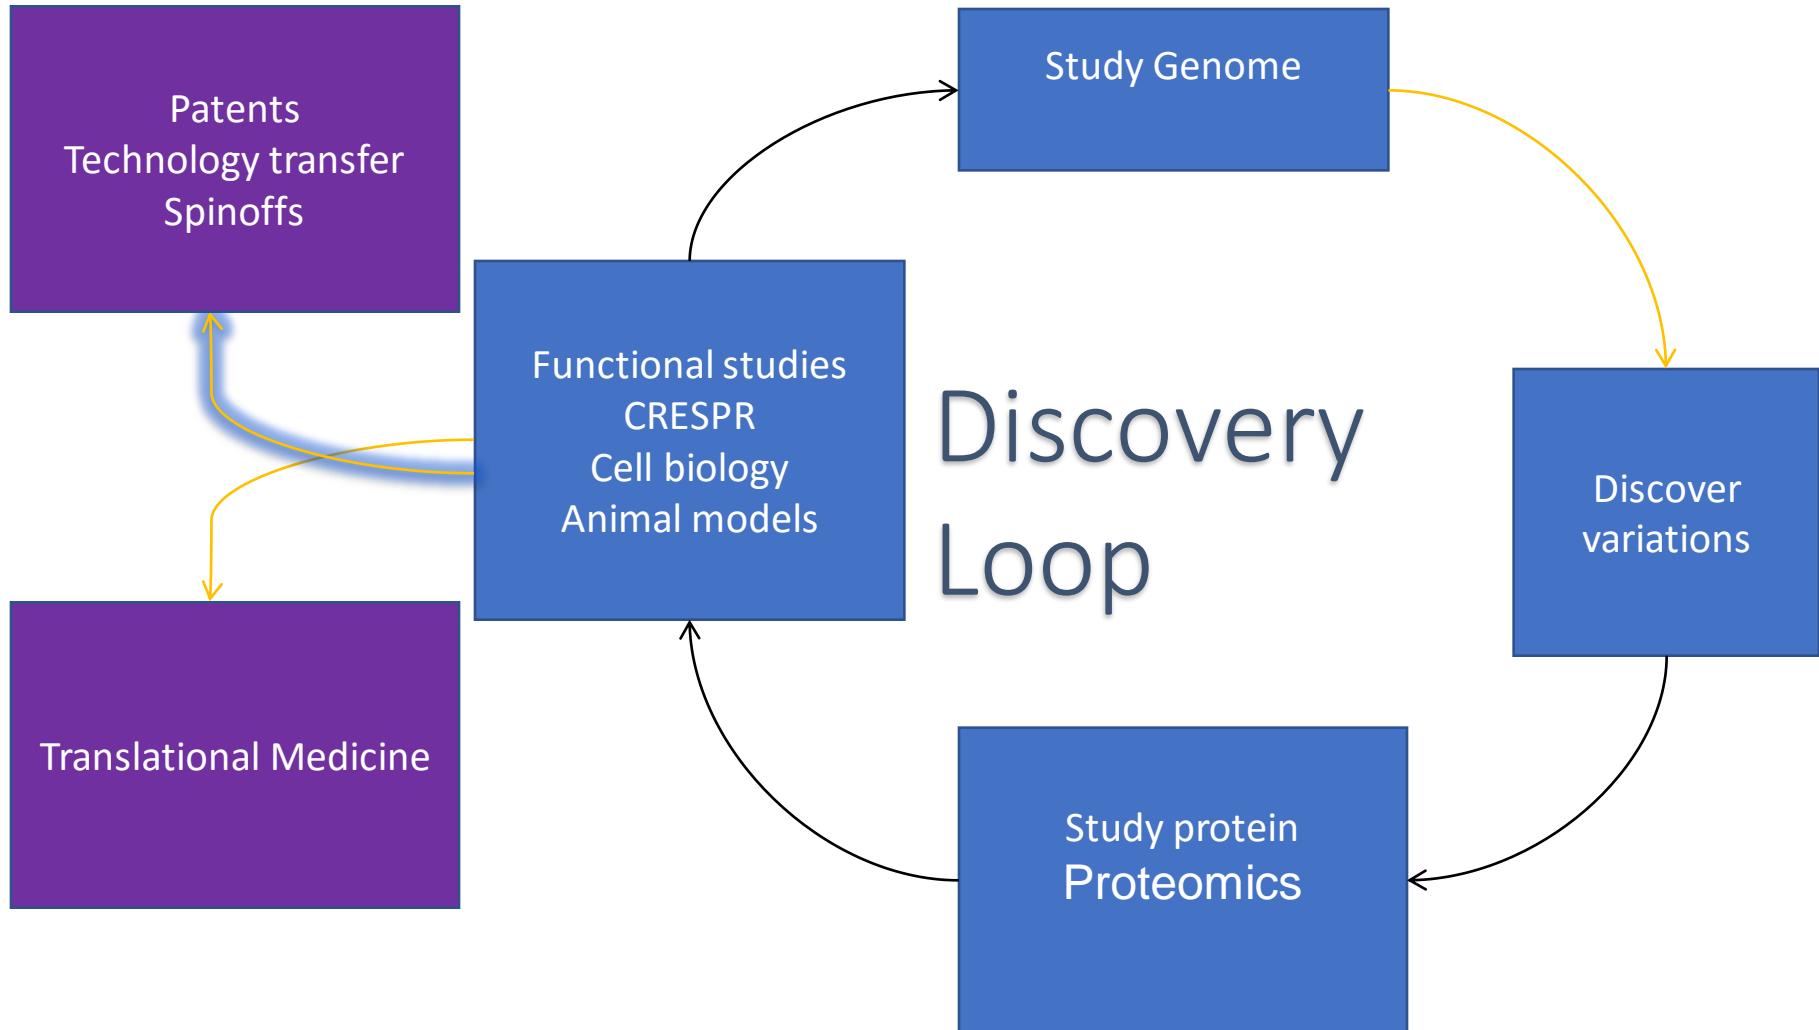 Patents
Technology transfer
Spinoffs
Study Genome
Functional studies
CRESPR
Cell biology
Animal models
Discovery
Loop
Discover
variations
Translational Medicine
Study protein
Proteomics